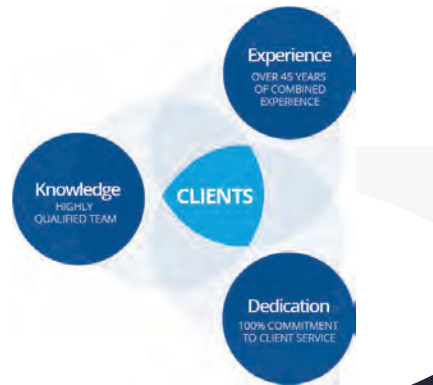 Experience
OVER 45 YEARS
OF COMBINED
EXPERIENCE
Knowledge
HIGHLY
QUALIFIED TEAM
CLIENTS
Dedication
100% COMMITMENT
TO CLIENT SERVICE